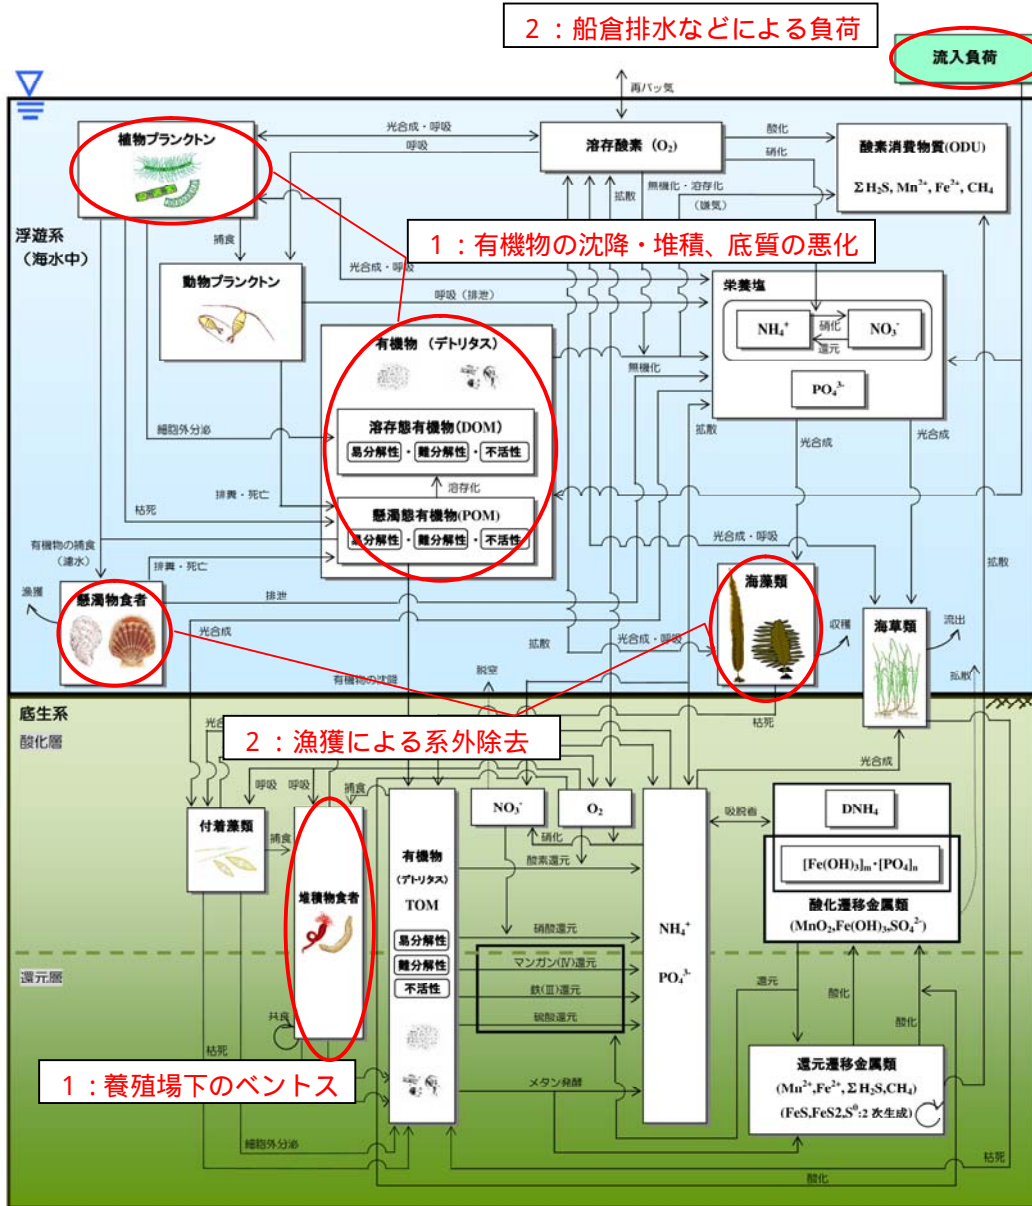 2：船倉排水などによる負荷
流入負荷
再バッ気
植物プランクトン
光合成・呼吸
呼吸
溶存酸素（O₂）
酸化
硝化
酸素消費物質(ODU)
ΣH₂S, Mn²⁺, Fe²⁺, CH₄
無機化・溶存化
（嫌気）
拡散
浮遊系
（海水中）
捕食
1：有機物の沈降・堆積、底質の悪化
動物プランクトン
光合成・呼吸
呼吸（排泄）
栄養塩
NH₄⁺
硝化
還元
NO₃⁻
PO₄³⁻
有機物 （デトリタス）
無機化
溶存態有機物(DOM)
易分解性・難分解性・不活性
細胞外分泌
溶存化
拡散
光合成
光合成
排糞・死亡
枯死
懸濁態有機物(POM)
易分解性・難分解性・不活性
有機物の捕食
（濾水）
排糞・死亡
光合成・呼吸
拡散
漁獲
懸濁物食者
排泄
海藻類
収穫
海草類
流出
光合成
拡散
光合成・呼吸
脱窒
拡散
有機物の沈降
底生系
酸化層
2：漁獲による系外除去
枯死
光合成
呼吸
呼吸
捕食
付着藻類
捕食
堆積物食者
有機物
(デトリタス)
TOM
易分解性
難分解性
不活性
NO₃⁻
O₂
硝化
酸素還元
硝酸還元
マンガン(Ⅳ)還元
鉄(Ⅲ)還元
硫酸還元
メタン発酵
NH₄⁺
PO₄³⁻
吸脱着
DNH₄
[Fe(OH)₃]m・[PO₄]n
酸化遷移金属類
(MnO₂,Fe(OH)₃,SO₄²⁻)
還元層
還元
酸化
酸化
共食
枯死
1：養殖場下のベントス
還元遷移金属類
(Mn²⁺,Fe²⁺,ΣH₂S,CH₄)
(FeS,FeS2,S⁰:2 次生成)
細胞外分泌
枯死
酸化